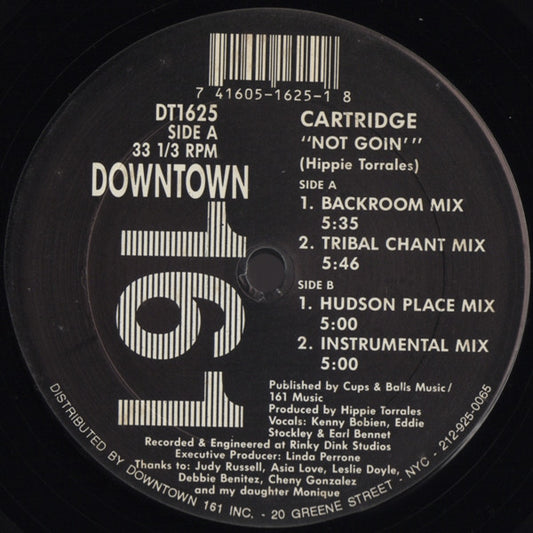 7 41605-1625-1 8
DT1625
SIDE A
33 1/3 RPM
DOWNTOWN
161
CARTRIDGE
"NOT GOIN'"
(Hippie Torrales)
SIDE A
1. BACKROOM MIX
5:35
2. TRIBAL CHANT MIX
5:46
SIDE B
1. HUDSON PLACE MIX
5:00
2. INSTRUMENTAL MIX
5:00
Published by Cups & Balls Music/
161 Music
Produced by Hippie Torrales
Vocals: Kenny Bobien, Eddie
Stockley & Earl Bennet
Recorded & Engineered at Rinky Dink Studios
Executive Producer: Linda Perrone
Thanks to: Judy Russell, Asia Love, Leslie Doyle,
Debbie Benitez, Cheny Gonzalez
and my daughter Monique
DISTRIBUTED BY DOWNTOWN 161 INC. - 20 GREENE STREET - NYC - 212-925-0065